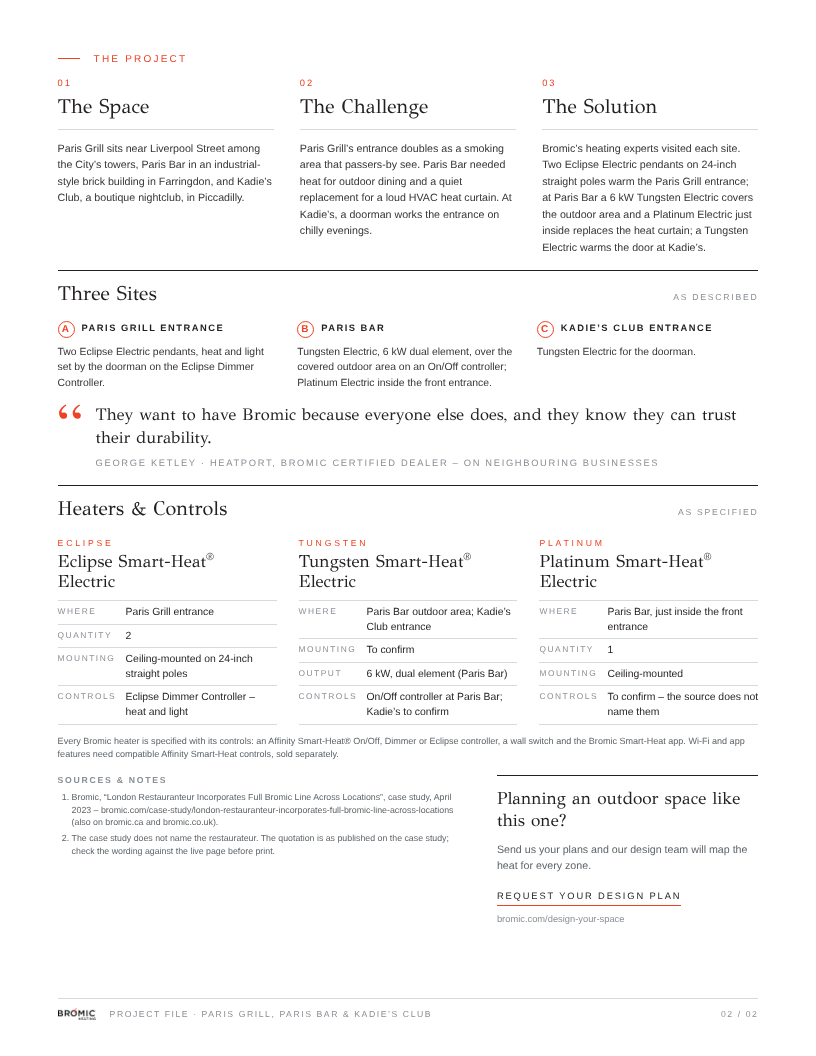 THE PROJECT
01
The Space
Paris Grill sits near Liverpool Street among
the City's towers, Paris Bar in an industrial-
style brick building in Farringdon, and Kadie's
Club, a boutique nightclub, in Piccadilly.
02
The Challenge
Paris Grill's entrance doubles as a smoking
area that passers-by see. Paris Bar needed
heat for outdoor dining and a quiet
replacement for a loud HVAC heat curtain. At
Kadie's, a doorman works the entrance on
chilly evenings.
03
The Solution
Bromic's heating experts visited each site.
Two Eclipse Electric pendants on 24-inch
straight poles warm the Paris Grill entrance;
at Paris Bar a 6 kW Tungsten Electric covers
the outdoor area and a Platinum Electric just
inside replaces the heat curtain; a Tungsten
Electric warms the door at Kadie's.
Three Sites
AS DESCRIBED
A PARIS GRILL ENTRANCE
Two Eclipse Electric pendants, heat and light
set by the doorman on the Eclipse Dimmer
Controller.
B PARIS BAR
Tungsten Electric, 6 kW dual element, over the
covered outdoor area on an On/Off controller;
Platinum Electric inside the front entrance.
C KADIE'S CLUB ENTRANCE
Tungsten Electric for the doorman.
“ They want to have Bromic because everyone else does, and they know they can trust
their durability.
GEORGE KETLEY · HEATPORT, BROMIC CERTIFIED DEALER – ON NEIGHBOURING BUSINESSES
Heaters & Controls
AS SPECIFIED
ECLIPSE
Eclipse Smart-Heat®
Electric
WHERE Paris Grill entrance
QUANTITY 2
MOUNTING Ceiling-mounted on 24-inch
straight poles
CONTROLS Eclipse Dimmer Controller –
heat and light
TUNGSTEN
Tungsten Smart-Heat®
Electric
WHERE Paris Bar outdoor area; Kadie's
Club entrance
MOUNTING To confirm
OUTPUT 6 kW, dual element (Paris Bar)
CONTROLS On/Off controller at Paris Bar;
Kadie's to confirm
PLATINUM
Platinum Smart-Heat®
Electric
WHERE Paris Bar, just inside the front
entrance
QUANTITY 1
MOUNTING Ceiling-mounted
CONTROLS To confirm – the source does not
name them
Every Bromic heater is specified with its controls: an Affinity Smart-Heat® On/Off, Dimmer or Eclipse controller, a wall switch and the Bromic Smart-Heat app. Wi-Fi and app
features need compatible Affinity Smart-Heat controls, sold separately.
SOURCES & NOTES
1. Bromic, “London Restauranteur Incorporates Full Bromic Line Across Locations”, case study, April
2023 – bromic.com/case-study/london-restauranteur-incorporates-full-bromic-line-across-locations
(also on bromic.ca and bromic.co.uk).
2. The case study does not name the restaurateur. The quotation is as published on the case study;
check the wording against the live page before print.
Planning an outdoor space like
this one?
Send us your plans and our design team will map the
heat for every zone.
REQUEST YOUR DESIGN PLAN
bromic.com/design-your-space
BROMIC HEATING PROJECT FILE · PARIS GRILL, PARIS BAR & KADIE'S CLUB
02 / 02